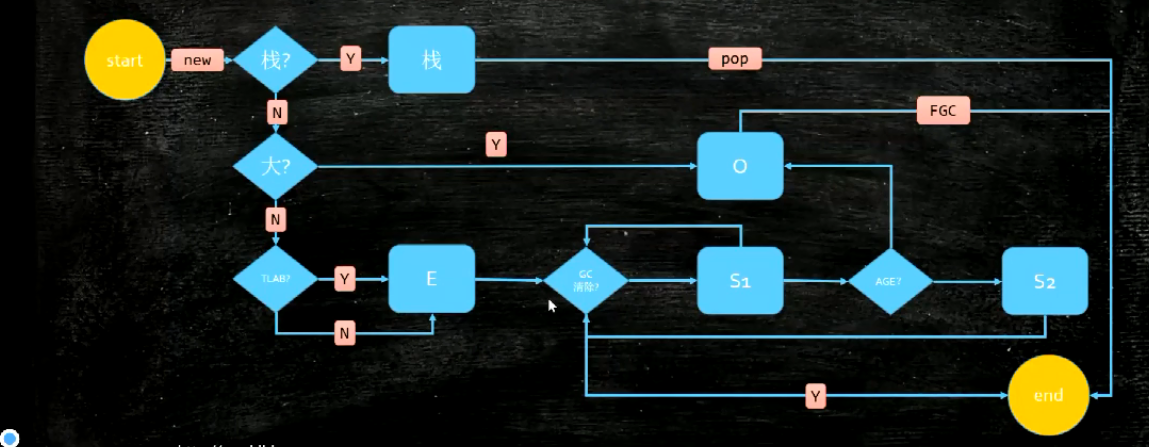 start
new
栈?
Y
栈
pop
N
FGC
大?
Y
O
N
TLAB?
Y
E
GC
清除?
S1
AGE?
S2
N
Y
end